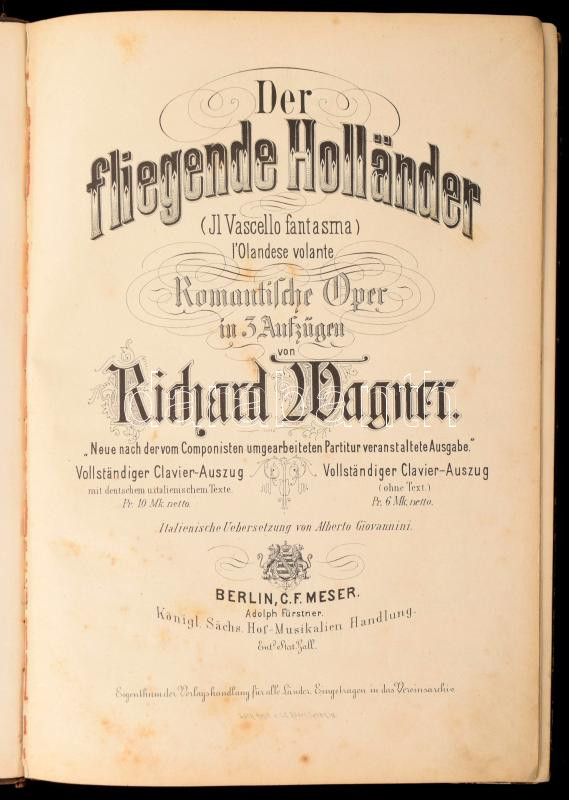 Der
fliegende Holländer
(Jl Vascello fantasma)
l'Olandese volante
Romantische Oper
in 3 Aufzügen
von
Richard Wagner.
„Neue nach der vom Componisten umgearbeiteten Partitur veranstaltete Ausgabe."
Vollständiger Clavier-Auszug
mit deutschem u italienischem Texte.
Pr. 10 Mk. netto.
Vollständiger Clavier-Auszug
(ohne Text.)
Pr. 6 Mk. netto.
Italienische Uebersetzung von Alberto Giovannini.
BERLIN, C. F. MESER.
Adolph Fürstner.
Königl. Sächs. Hof-Musikalien Handlung.
Entd Stat. Hall.
Eigenthum der Verlagshandlung für alle Länder. Eingetragen in das Vereinsarchiv.